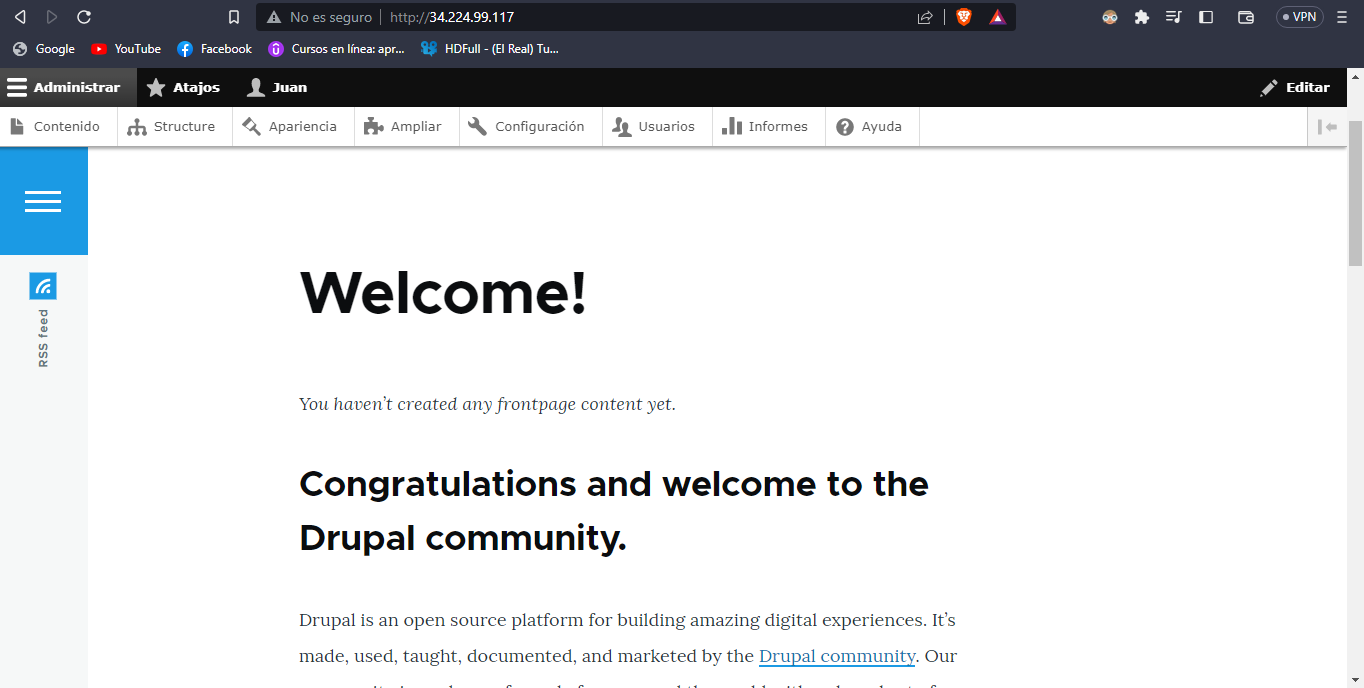 No es seguro http://34.224.99.117
VPN
Google YouTube Facebook Cursos en línea: apr... HDFull - (El Real) Tu...
Administrar Atajos Juan Editar
Contenido Structure Apariencia Ampliar Configuración Usuarios Informes Ayuda
RSS feed
Welcome!
You haven’t created any frontpage content yet.
Congratulations and welcome to the
Drupal community.
Drupal is an open source platform for building amazing digital experiences. It’s
made, used, taught, documented, and marketed by the Drupal community. Our